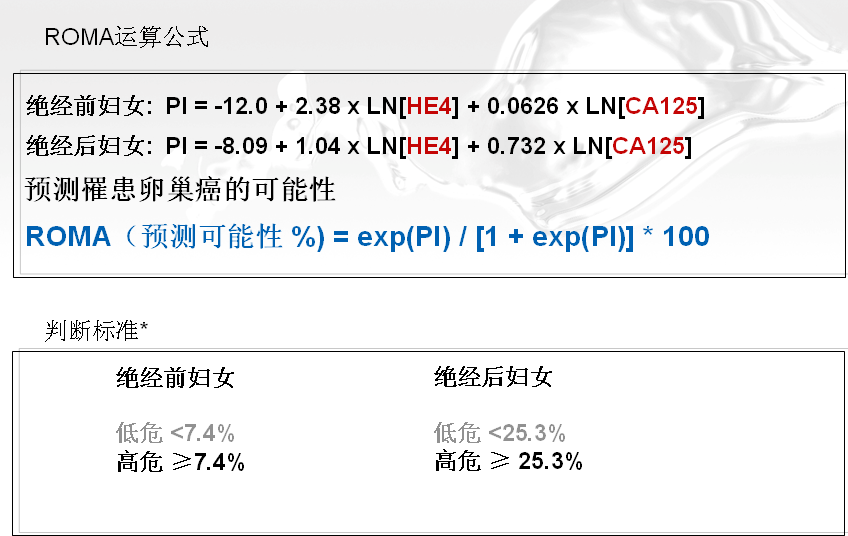 ROMA运算公式
绝经前妇女: PI = -12.0 + 2.38 x LN[HE4] + 0.0626 x LN[CA125]
绝经后妇女: PI = -8.09 + 1.04 x LN[HE4] + 0.732 x LN[CA125]
预测罹患卵巢癌的可能性
ROMA（预测可能性 %) = exp(PI) / [1 + exp(PI)] * 100
判断标准*
绝经前妇女 绝经后妇女
低危 <7.4% 低危 <25.3%
高危 ≥7.4% 高危 ≥ 25.3%